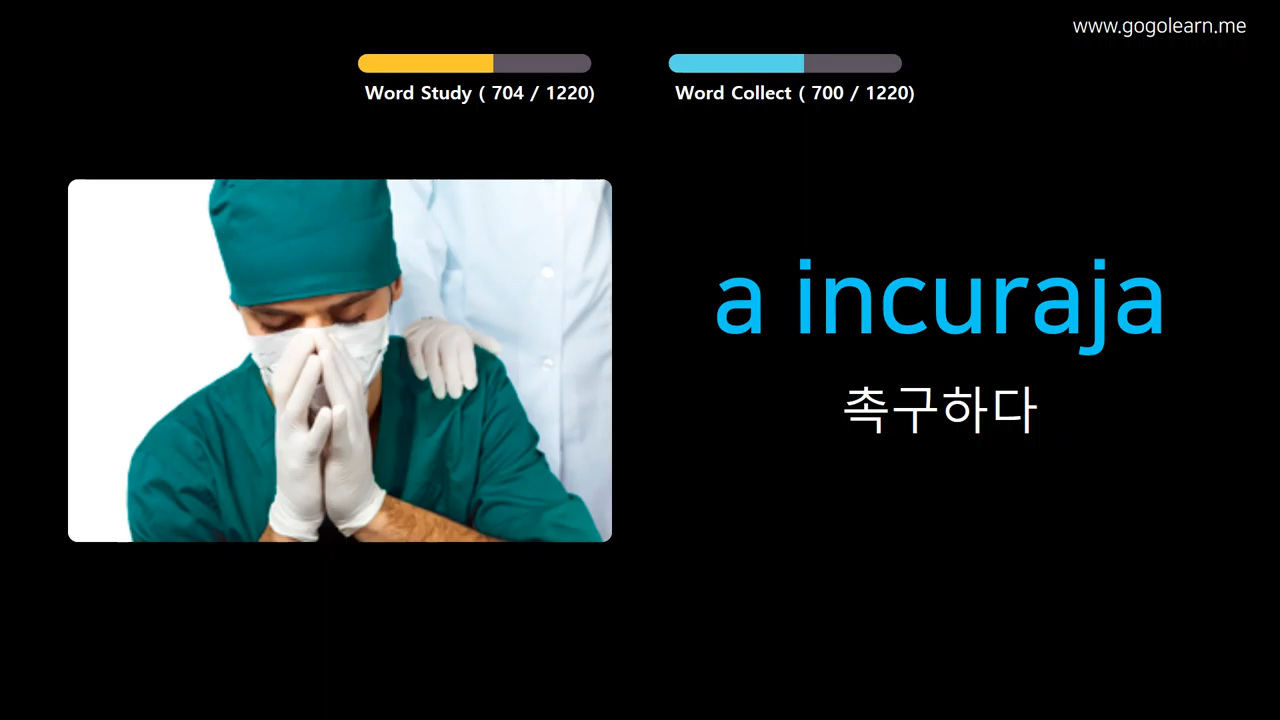 www.gogolearn.me
Word Study ( 704 / 1220)
Word Collect ( 700 / 1220)
a incuraja
촉구하다